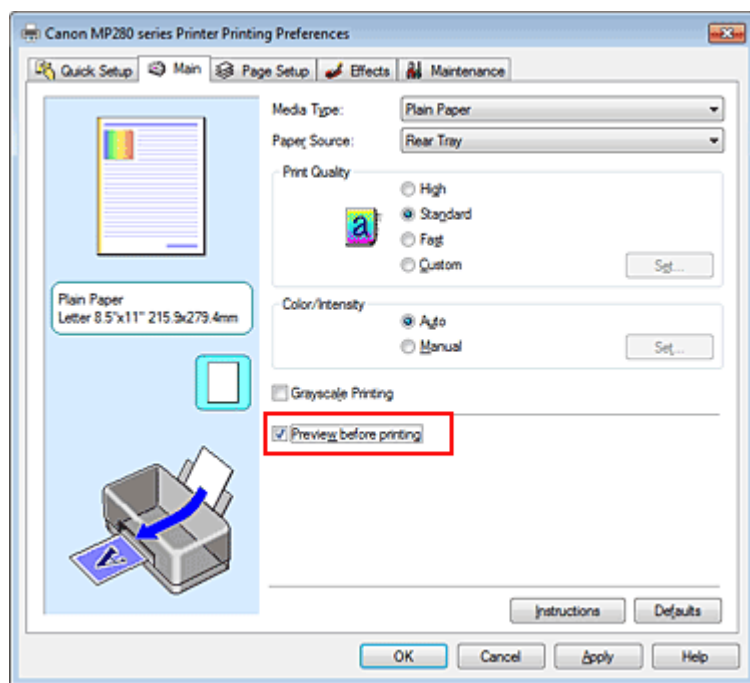 Canon MP280 series Printer Printing Preferences
Quick Setup Main Page Setup Effects Maintenance
Media Type: Plain Paper
Paper Source: Rear Tray
Print Quality
High
a Standard
Fast
Custom Set...
Plain Paper
Letter 8.5"x11" 215.9x279.4mm
Color/Intensity
Auto
Manual Set...
Grayscale Printing
Preview before printing
A
Instructions Defaults
OK Cancel Apply Help